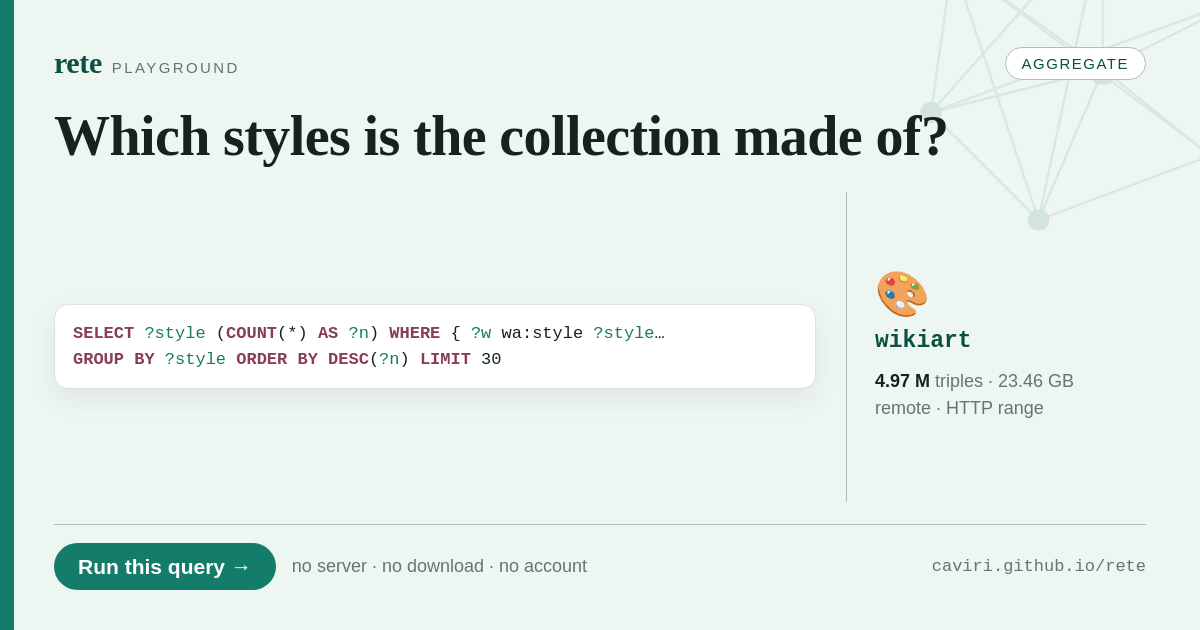 rete PLAYGROUND
AGGREGATE
Which styles is the collection made of?
SELECT ?style (COUNT(*) AS ?n) WHERE { ?w wa:style ?style…
GROUP BY ?style ORDER BY DESC(?n) LIMIT 30
wikiart
4.97 M triples · 23.46 GB
remote · HTTP range
Run this query →
no server · no download · no account
caviri.github.io/rete